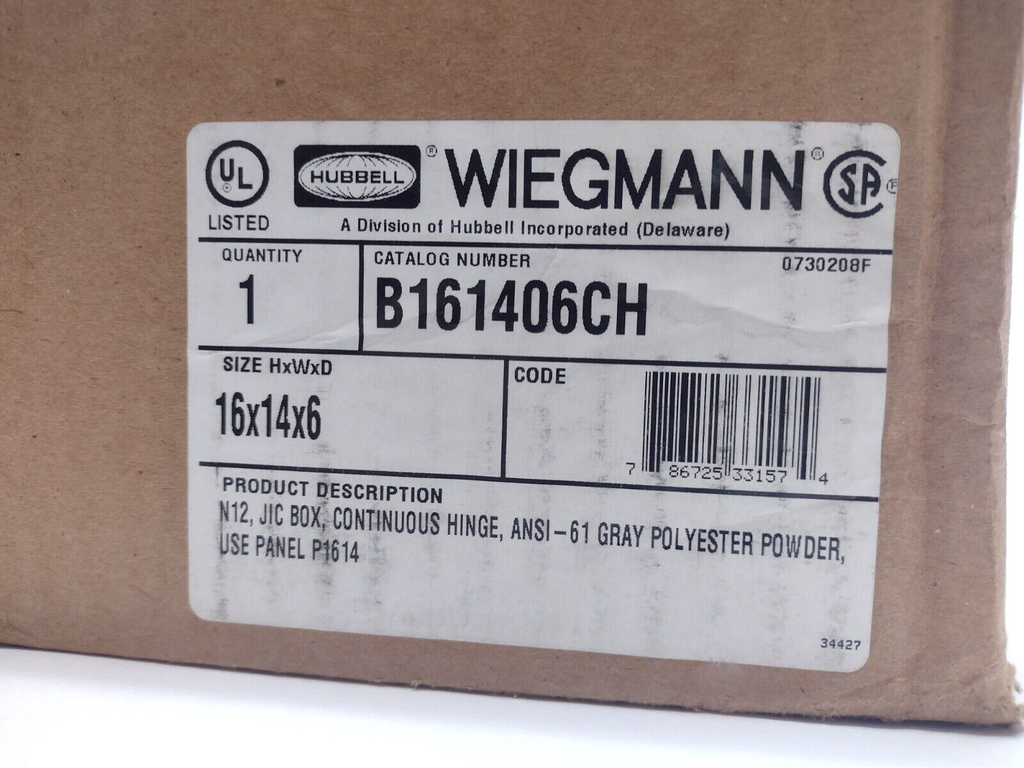 UL
LISTED
HUBBELL® WIEGMANN® SA
A Division of Hubbell Incorporated (Delaware)
QUANTITY
1
CATALOG NUMBER 0730208F
B161406CH
SIZE HxWxD
16x14x6
CODE
7 86725 33157 4
PRODUCT DESCRIPTION
N12, JIC BOX, CONTINUOUS HINGE, ANSI-61 GRAY POLYESTER POWDER,
USE PANEL P1614
34427